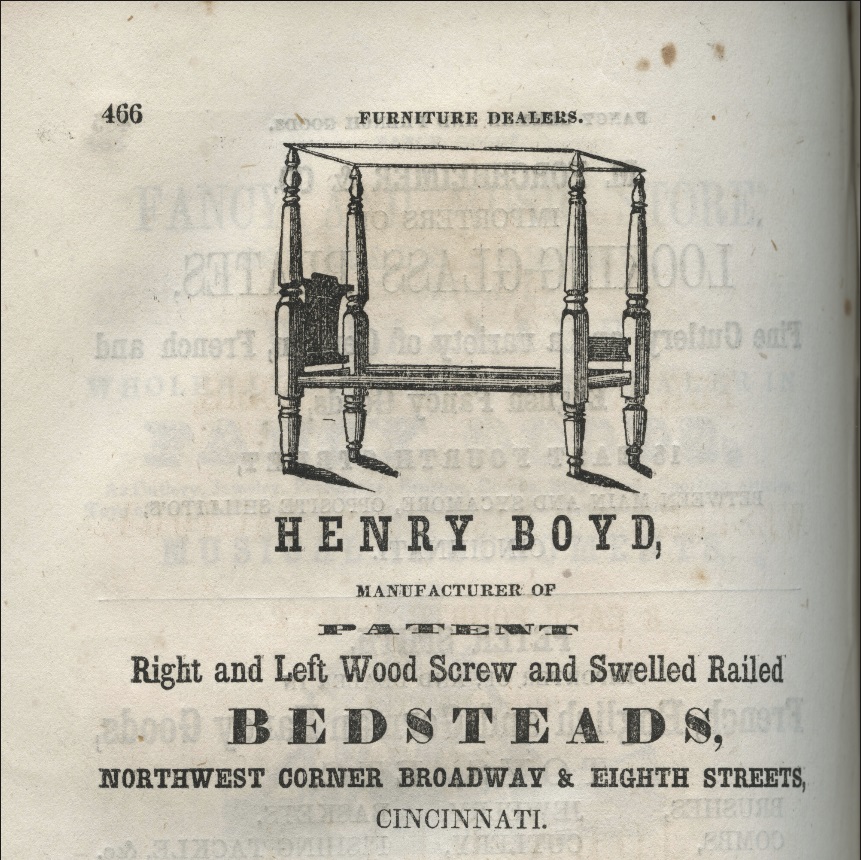 466
FURNITURE DEALERS.
HENRY BOYD,
MANUFACTURER OF
PATENT
Right and Left Wood Screw and Swelled Railed
BEDSTEADS,
NORTHWEST CORNER BROADWAY & EIGHTH STREETS,
CINCINNATI.